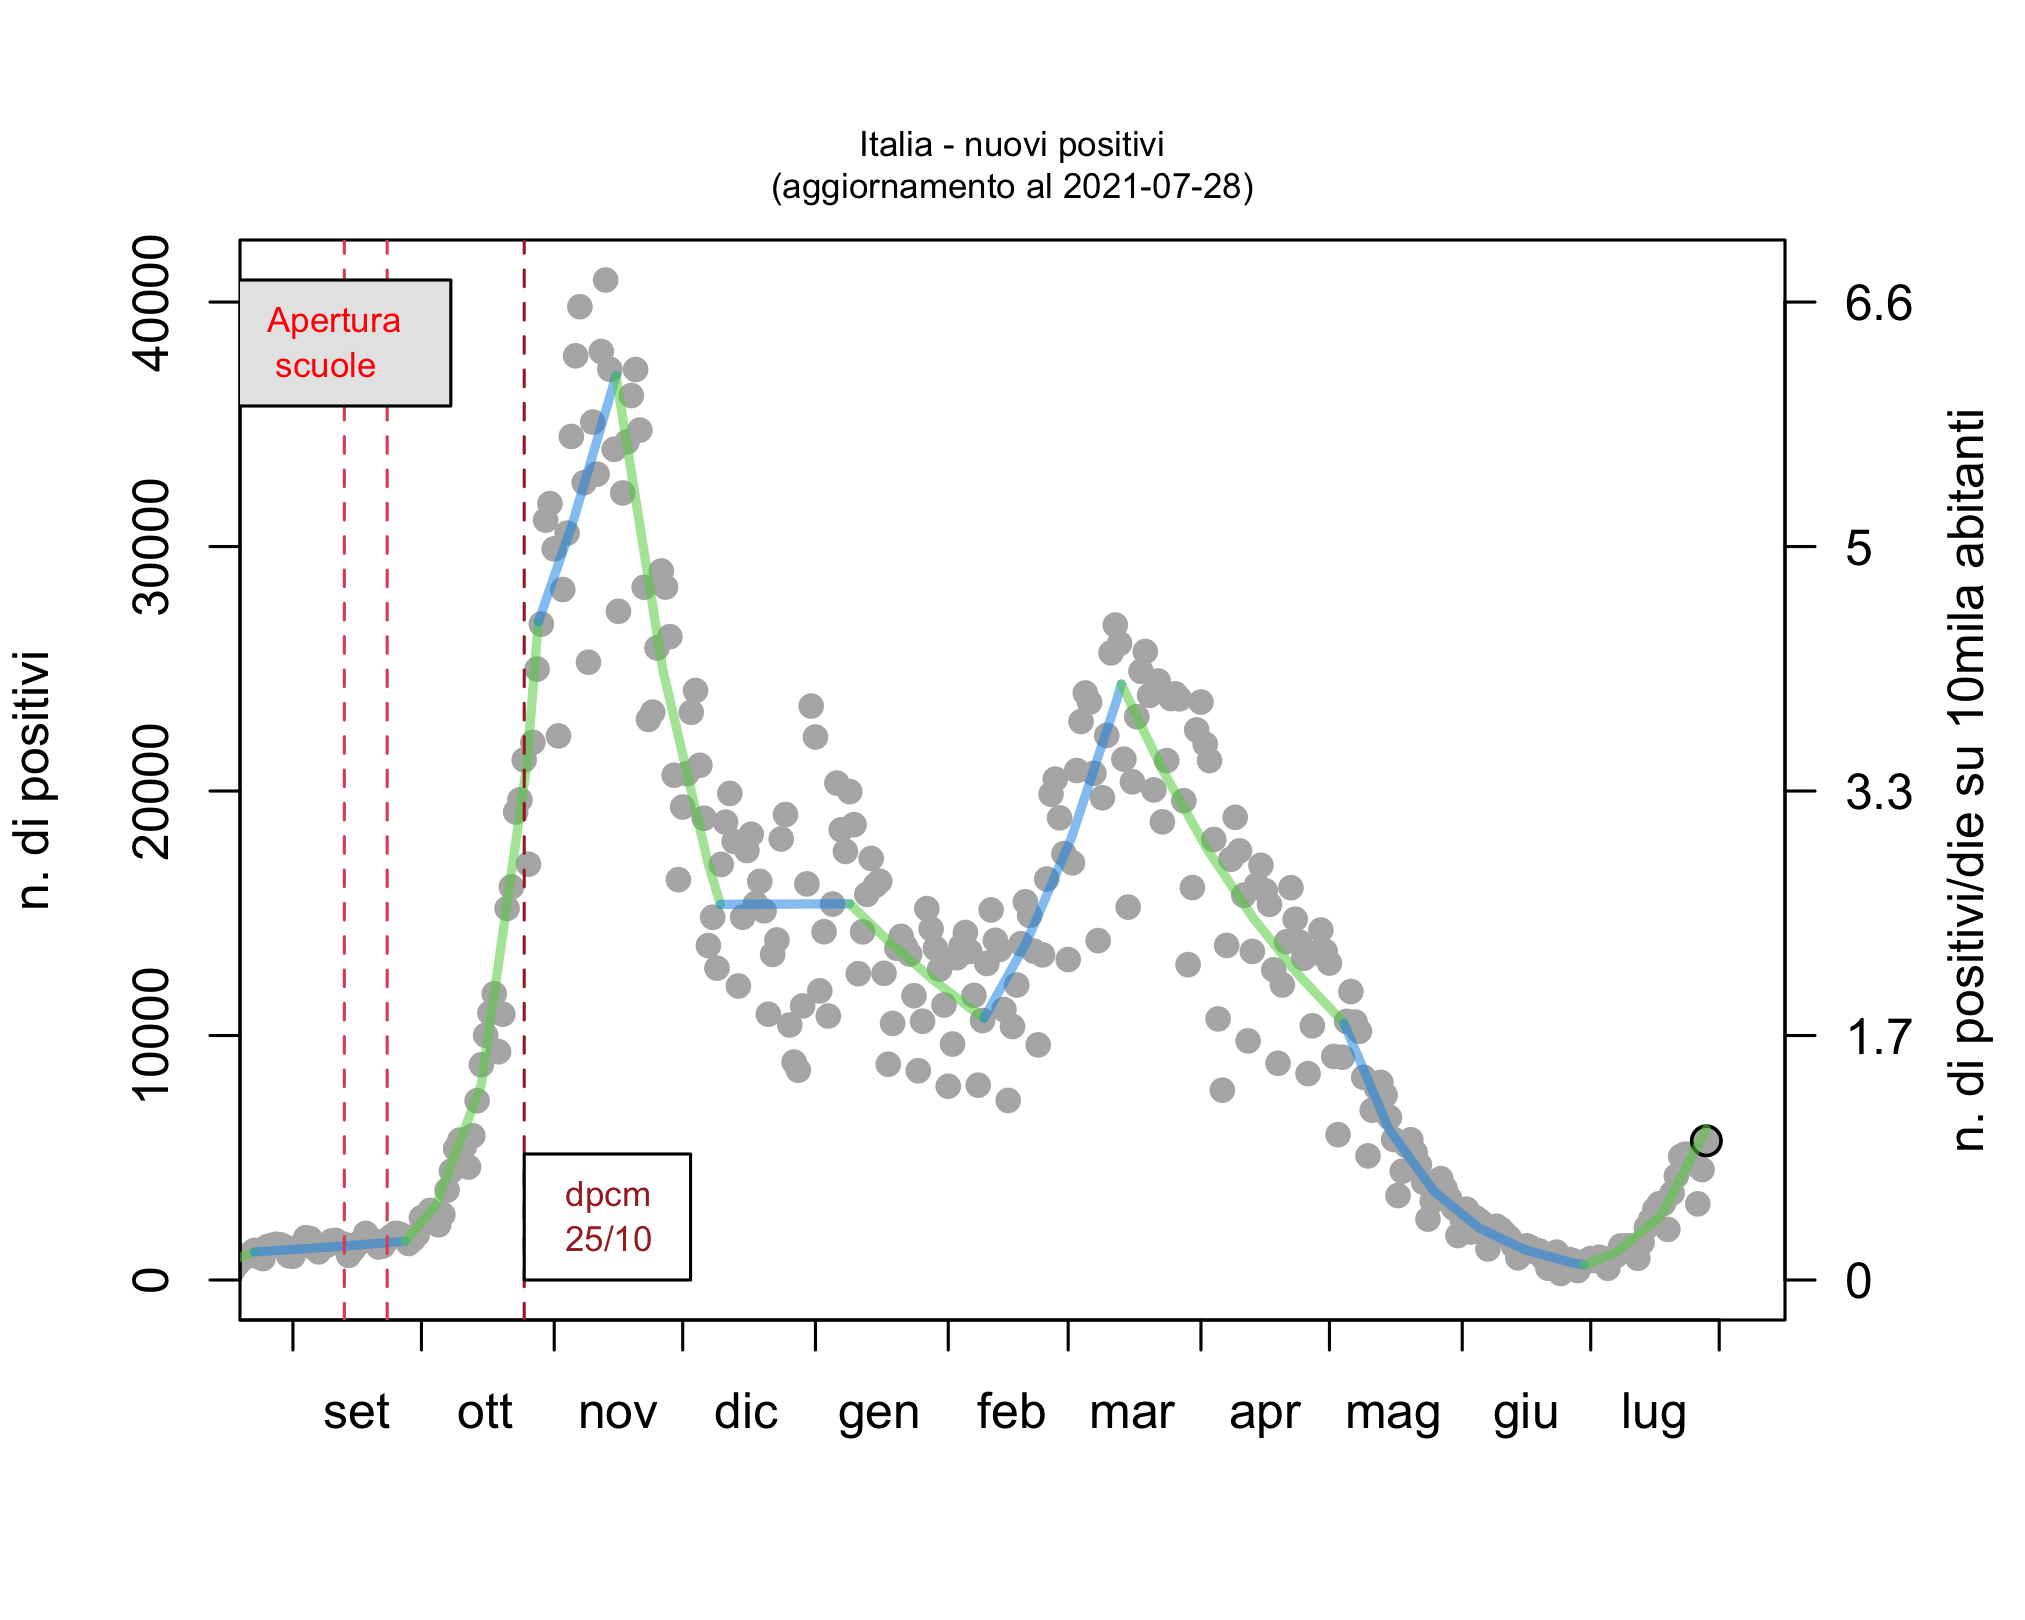 Italia - nuovi positivi
(aggiornamento al 2021-07-28)
n. di positivi
40000
30000
20000
10000
0
Apertura
scuole
dpcm
25/10
6.6
5
3.3
1.7
0
n. di positivi/die su 10mila abitanti
set ott nov dic gen feb mar apr mag giu lug